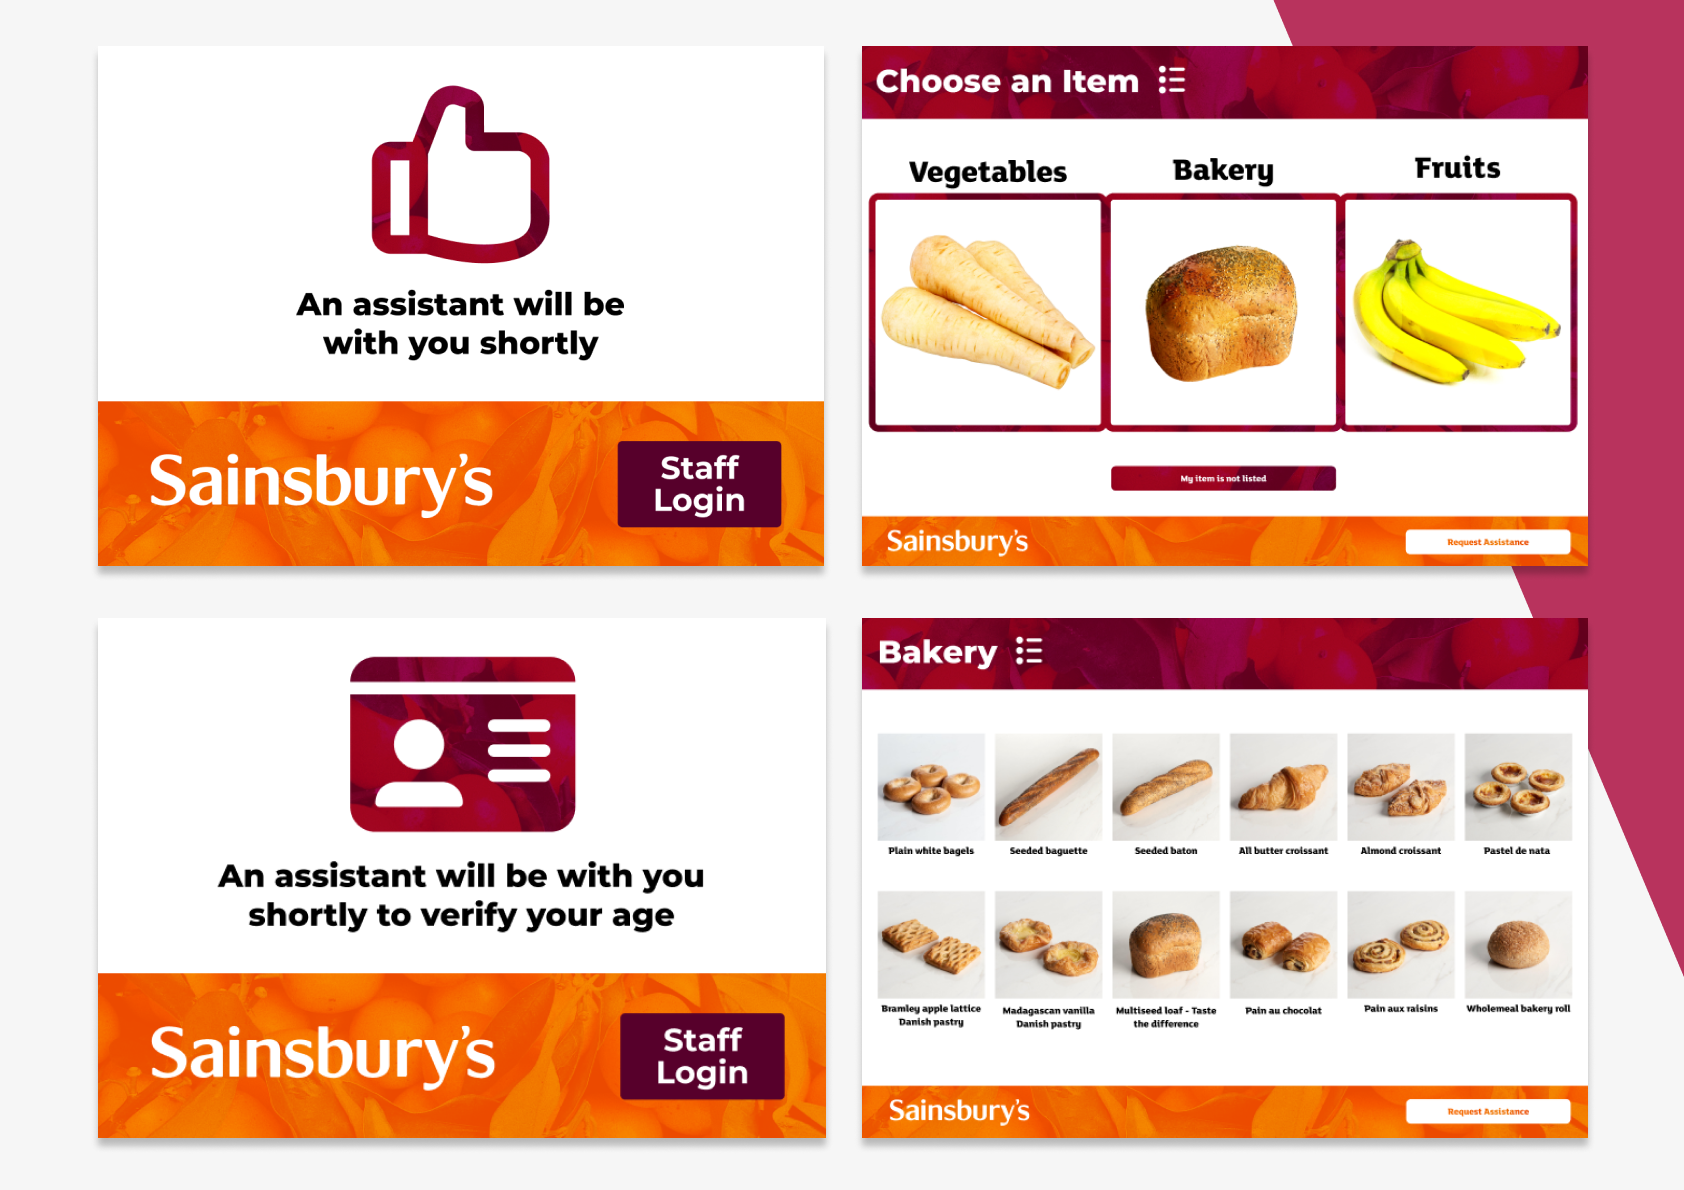 An assistant will be
with you shortly
Sainsbury's
Staff
Login
Choose an Item
Vegetables
Bakery
Fruits
My item is not listed
Sainsbury's
Request Assistance
An assistant will be with you
shortly to verify your age
Sainsbury's
Staff
Login
Bakery
Plain white bagels
Seeded baguette
Seeded baton
All butter croissant
Almond croissant
Pastel de nata
Bramley apple lattice
Danish pastry
Madagascan vanilla
Danish pastry
Multiseed loaf - Taste
the difference
Pain au chocolat
Pain aux raisins
Wholemeal bakery roll
Sainsbury's
Request Assistance